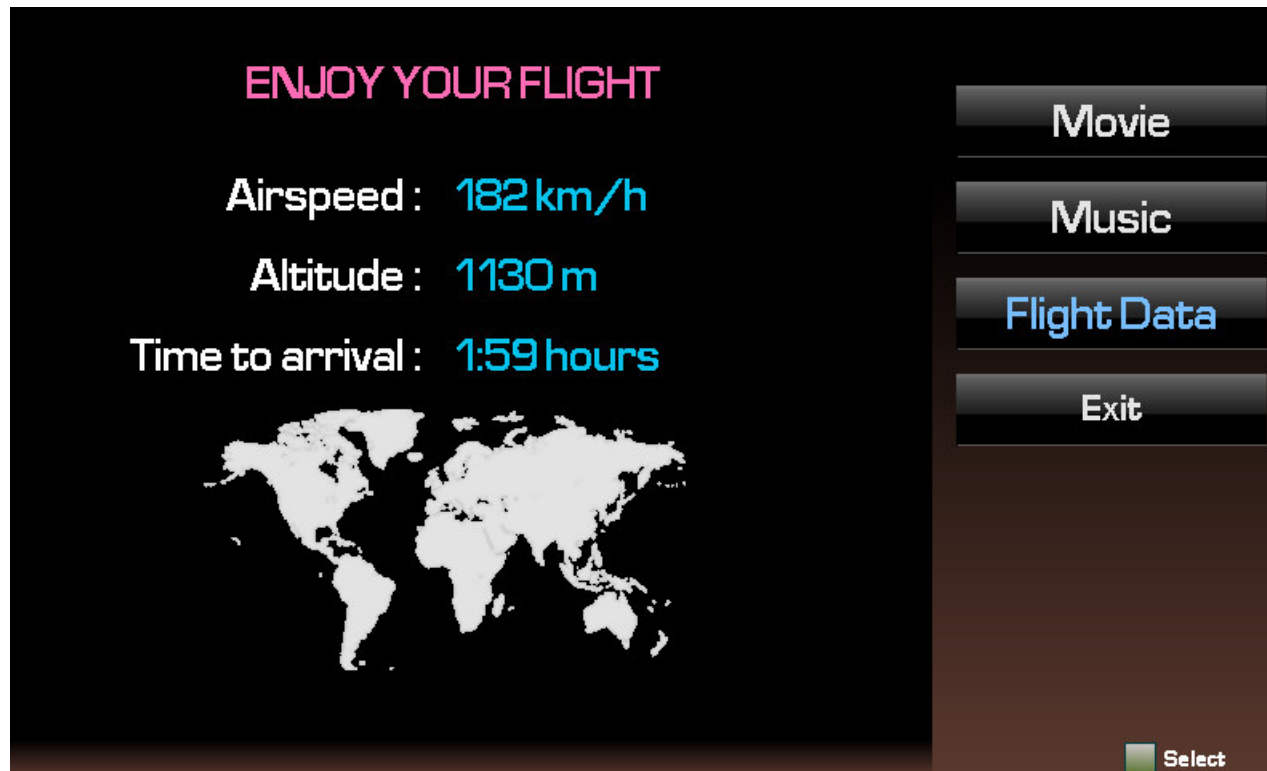 ENJOY YOUR FLIGHT
Airspeed : 182 km/h
Altitude : 1130 m
Time to arrival : 1:59 hours
Movie
Music
Flight Data
Exit
Select